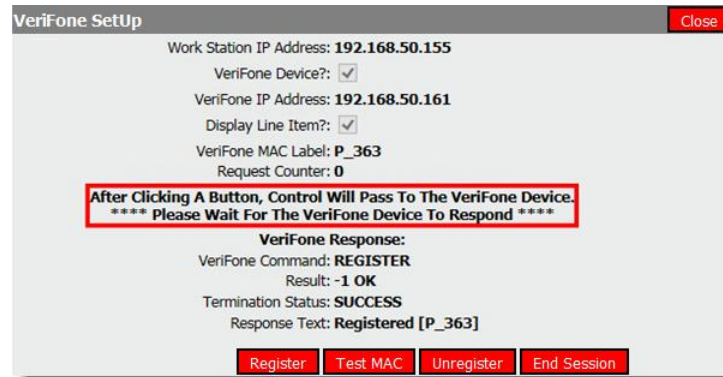 VeriFone SetUp Close
Work Station IP Address: 192.168.50.155
VeriFone Device?:
VeriFone IP Address: 192.168.50.161
Display Line Item?:
VeriFone MAC Label: P_363
Request Counter: 0
After Clicking A Button, Control Will Pass To The VeriFone Device.
**** Please Wait For The VeriFone Device To Respond ****
VeriFone Response:
VeriFone Command: REGISTER
Result: -1 OK
Termination Status: SUCCESS
Response Text: Registered [P_363]
Register Test MAC Unregister End Session